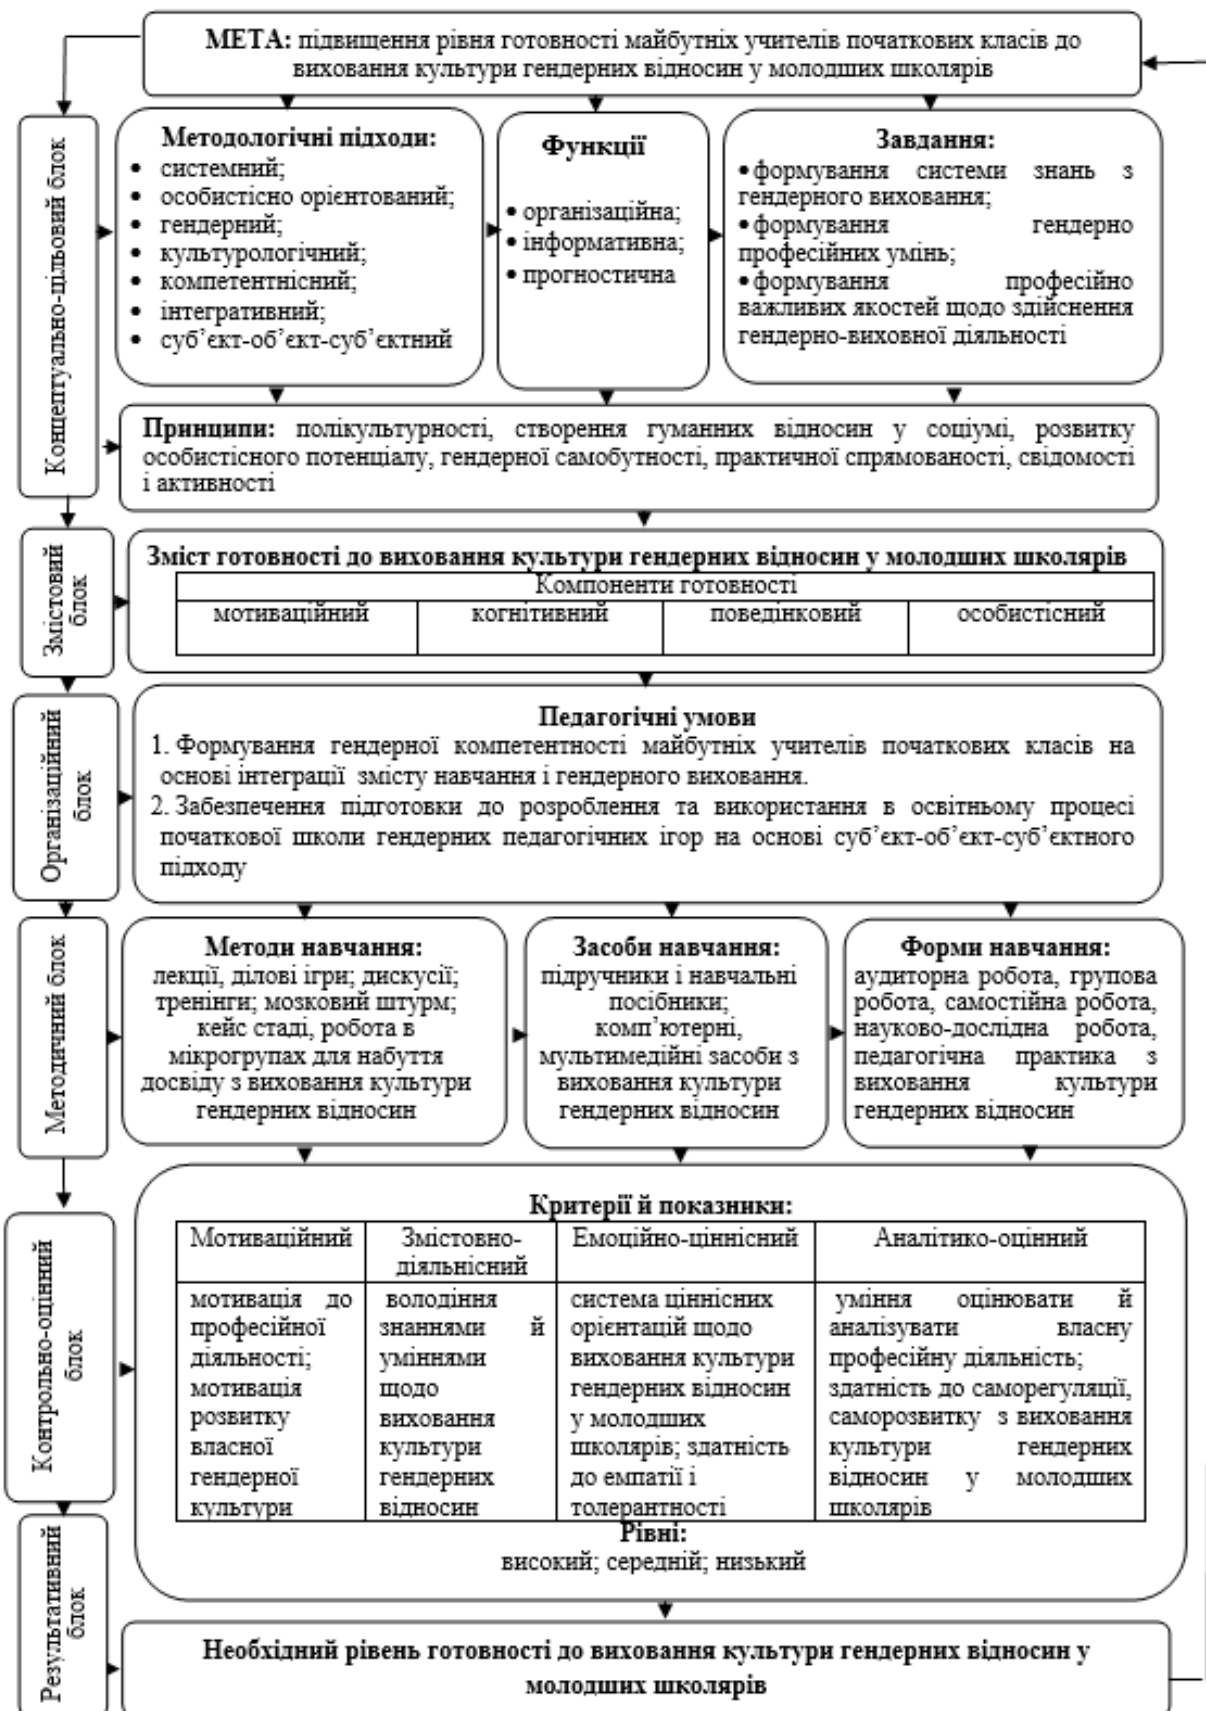 МЕТА: підвищення рівня готовності майбутніх учителів початкових класів до
виховання культури гендерних відносин у молодших школярів
Концептуально-цільовий блок
Методологічні підходи:
• системний;
• особистісно орієнтований;
• гендерний;
• культурологічний;
• компетентнісний;
• інтегративний;
• суб’єкт-об’єкт-суб’єктний
Функції
• організаційна;
• інформативна;
• прогностична
Завдання:
• формування системи знань з
гендерного виховання;
• формування гендерно
професійних умінь;
• формування професійно
важливих якостей щодо здійснення
гендерно-виховної діяльності
Принципи: полікультурності, створення гуманних відносин у соціумі, розвитку
особистісного потенціалу, гендерної самобутності, практичної спрямованості, свідомості
і активності
Змістовий
блок
Зміст готовності до виховання культури гендерних відносин у молодших школярів
Компоненти готовності
мотиваційний
когнітивний
поведінковий
особистісний
Організаційний
блок
Педагогічні умови
1. Формування гендерної компетентності майбутніх учителів початкових класів на
основі інтеграції змісту навчання і гендерного виховання.
2. Забезпечення підготовки до розроблення та використання в освітньому процесі
початкової школи гендерних педагогічних ігор на основі суб’єкт-об’єкт-суб’єктного
підходу
Методичний блок
Методи навчання:
лекції, ділові ігри; дискусії;
тренінги; мозковий штурм;
кейс стаді, робота в
мікрогрупах для набуття
досвіду з виховання культури
гендерних відносин
Засоби навчання:
підручники і навчальні
посібники;
комп’ютерні,
мультимедійні засоби з
виховання культури
гендерних відносин
Форми навчання:
аудиторна робота, групова
робота, самостійна робота,
науково-дослідна робота,
педагогічна практика з
виховання культури
гендерних відносин
Контрольно-оцінний
блок
Критерії й показники:
Мотиваційний
мотивація до
професійної
діяльності;
мотивація
розвитку
власної
гендерної
культури
Змістовно-
діяльнісний
володіння
знаннями й
уміннями
щодо
виховання
культури
гендерних
відносин
Емоційно-ціннісний
система ціннісних
орієнтацій щодо
виховання культури
гендерних відносин
у молодших
школярів; здатність
до емпатії і
толерантності
Аналітико-оцінний
уміння оцінювати й
аналізувати власну
професійну діяльність;
здатність до саморегуляції,
саморозвитку з виховання
культури гендерних
відносин у молодших
школярів
Рівні:
високий; середній; низький
Результативний
блок
Необхідний рівень готовності до виховання культури гендерних відносин у
молодших школярів